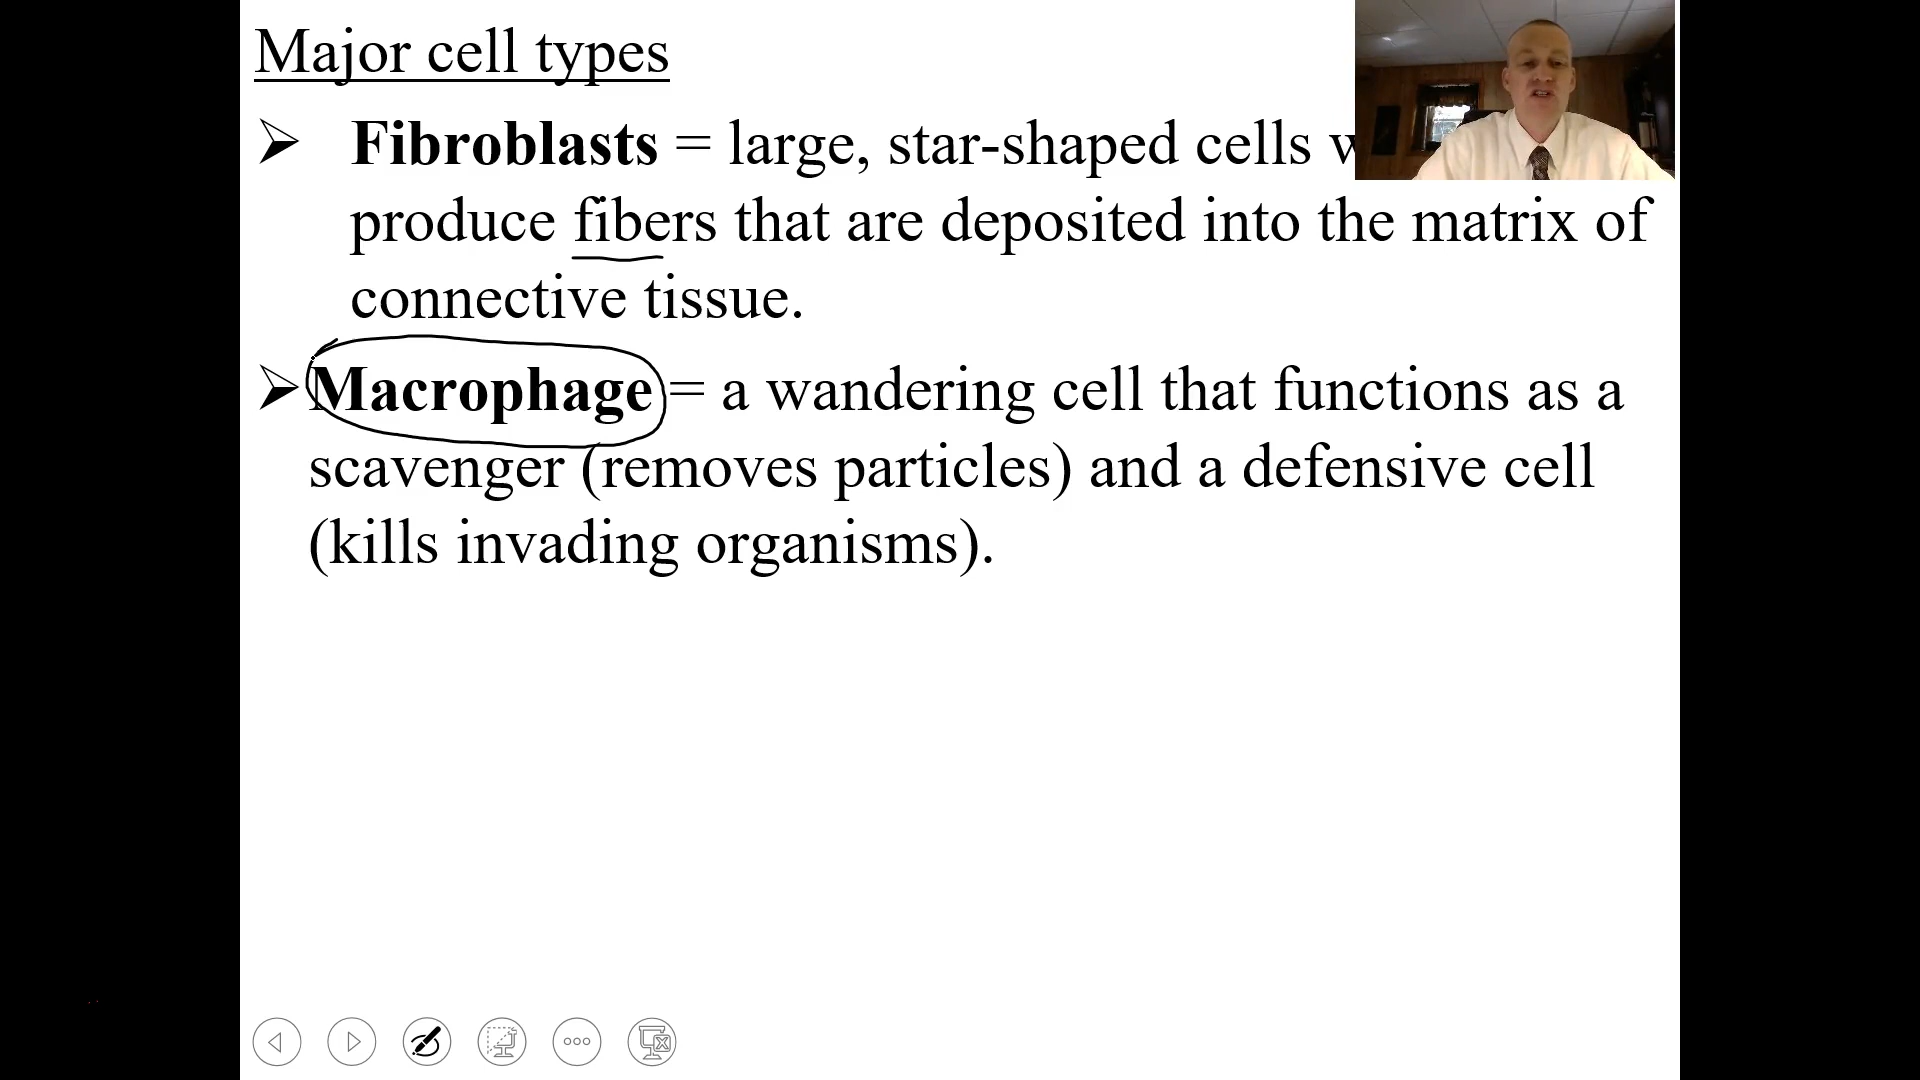 Major cell types
➢ Fibroblasts = large, star-shaped cells
produce fibers that are deposited into the matrix of
connective tissue.
➢ Macrophage = a wandering cell that functions as a
scavenger (removes particles) and a defensive cell
(kills invading organisms).